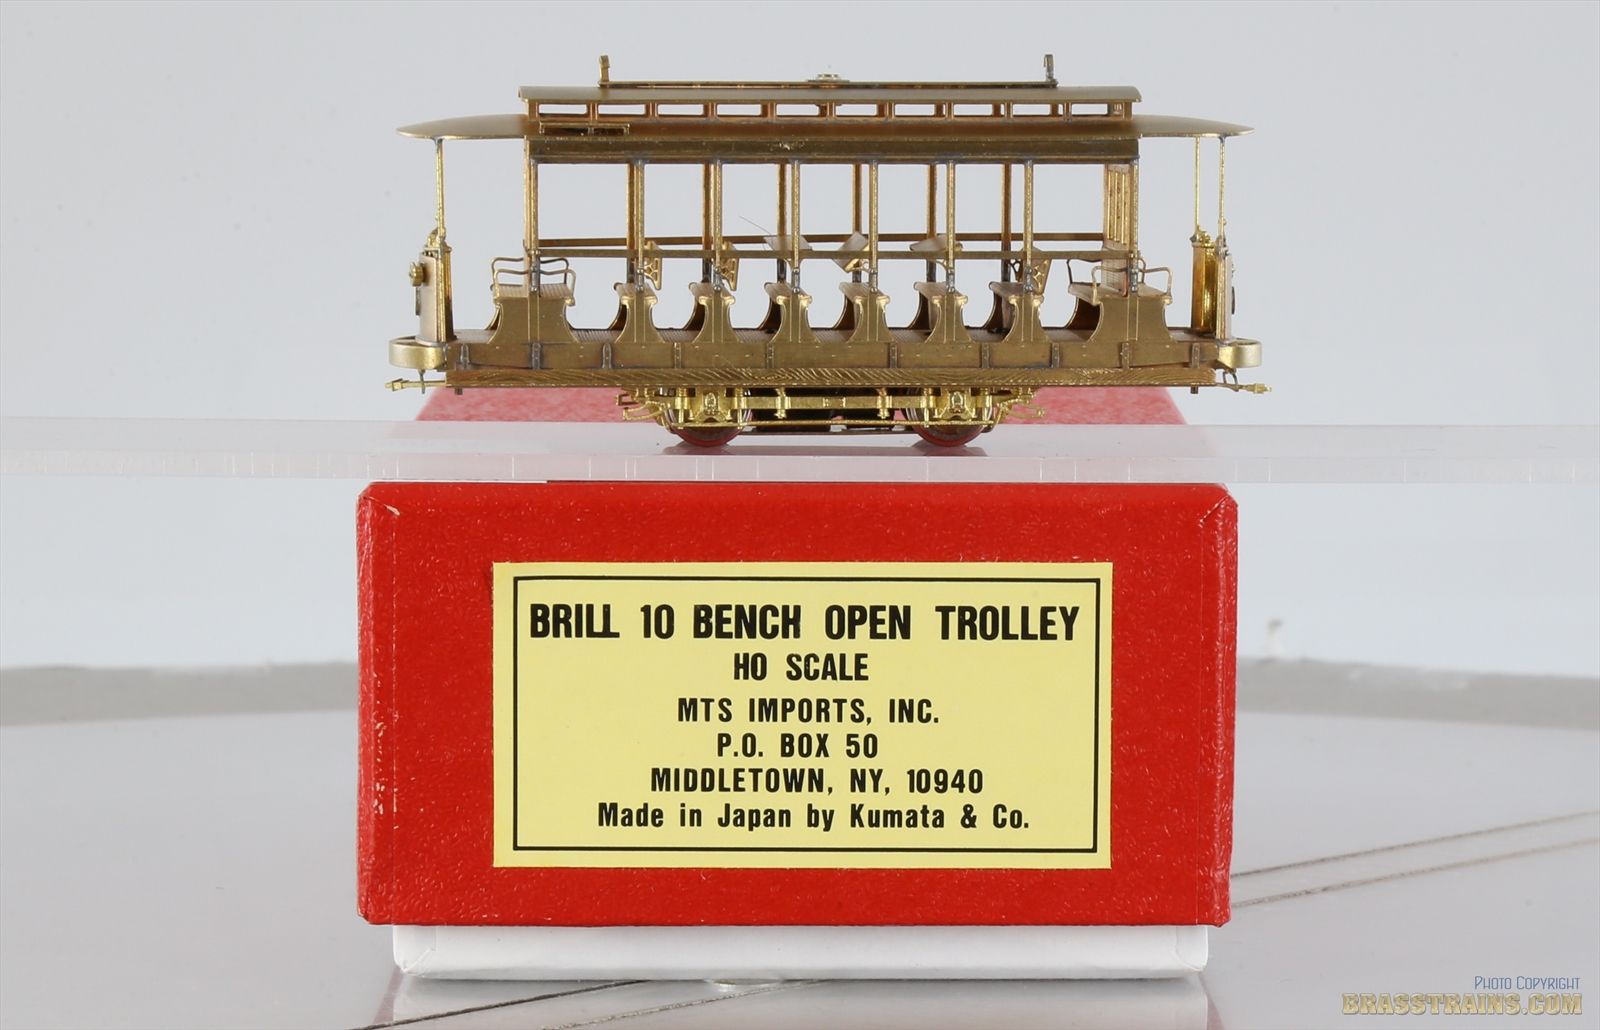 BRILL 10 BENCH OPEN TROLLEY
HO SCALE
MTS IMPORTS, INC.
P.O. BOX 50
MIDDLETOWN, NY, 10940
Made in Japan by Kumata & Co.
PHOTO COPYRIGHT
BRASSTRAINS.COM